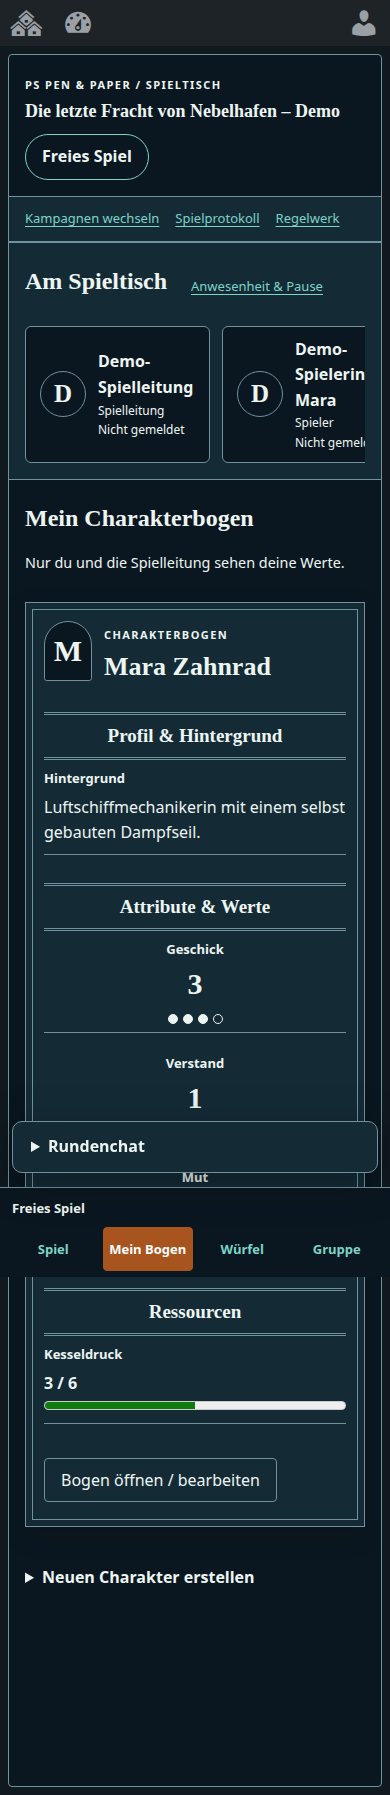 PS PEN & PAPER / SPIELTISCH
Die letzte Fracht von Nebelhafen – Demo
Freies Spiel
Kampagnen wechseln Spielprotokoll Regelwerk
Am Spieltisch Anwesenheit & Pause
D
Demo-
Spielleitung
Spielleitung
Nicht gemeldet
D
Demo-
Spielerin
Mara
Spieler
Nicht
Mein Charakterbogen
Nur du und die Spielleitung sehen deine Werte.
M
CHARAKTERBOGEN
Mara Zahnrad
Profil & Hintergrund
Hintergrund
Luftschiffmechanikerin mit einem selbst
gebauten Dampfseil.
Attribute & Werte
Geschick
3
Verstand
1
Rundenchat
Mut
Freies Spiel
Spiel Mein Bogen Würfel Gruppe
Ressourcen
Kesseldruck
3 / 6
Bogen öffnen / bearbeiten
Neuen Charakter erstellen